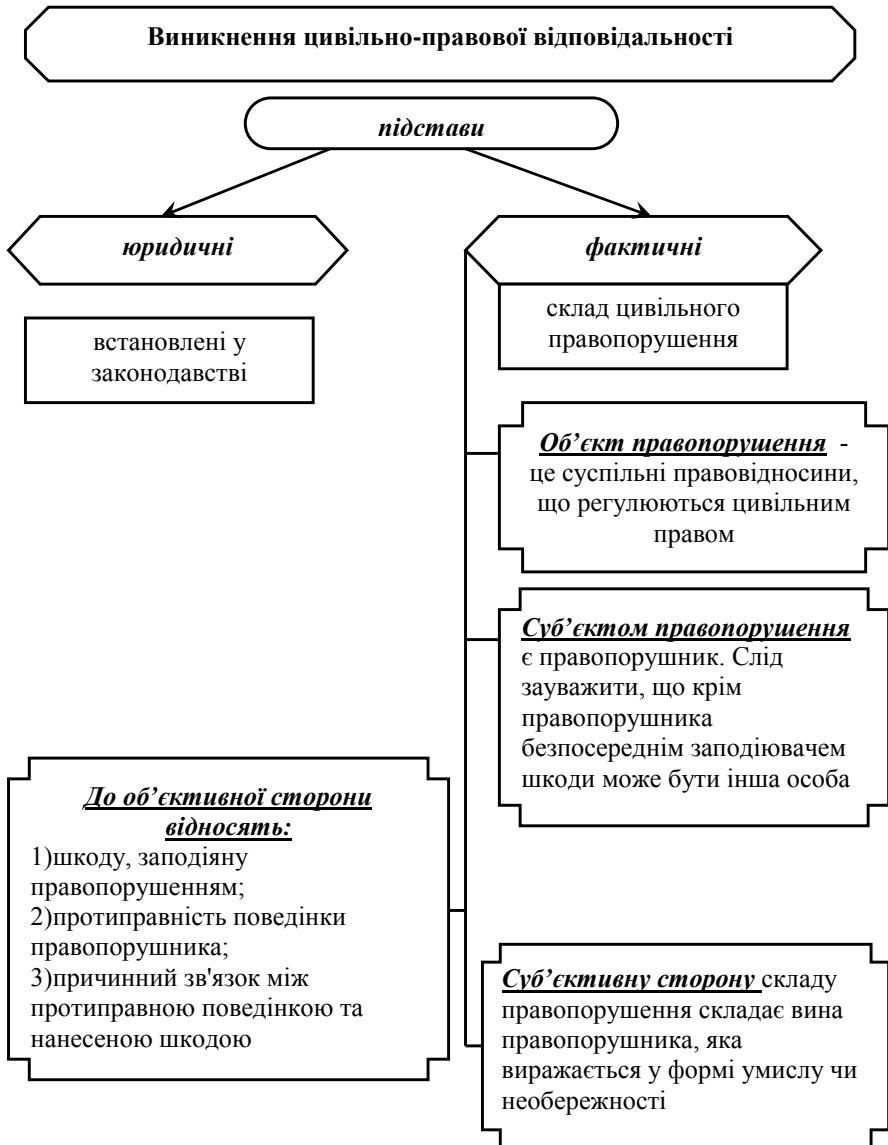 Виникнення цивільно-правової відповідальності
підстави
юридичні
фактичні
встановлені у
законодавстві
склад цивільного
правопорушення
Об’єкт правопорушення -
це суспільні правовідносини,
що регулюються цивільним
правом
Суб’єктом правопорушення
є правопорушник. Слід
зауважити, що крім
правопорушника
безпосереднім заподіювачем
шкоди може бути інша особа
До об’єктивної сторони
відносять:
1)шкоду, заподіяну
правопорушенням;
2)протиправність поведінки
правопорушника;
3)причинний зв'язок між
протиправною поведінкою та
нанесеною шкодою
Суб’єктивну сторону складу
правопорушення складає вина
правопорушника, яка
виражається у формі умислу чи
необережності